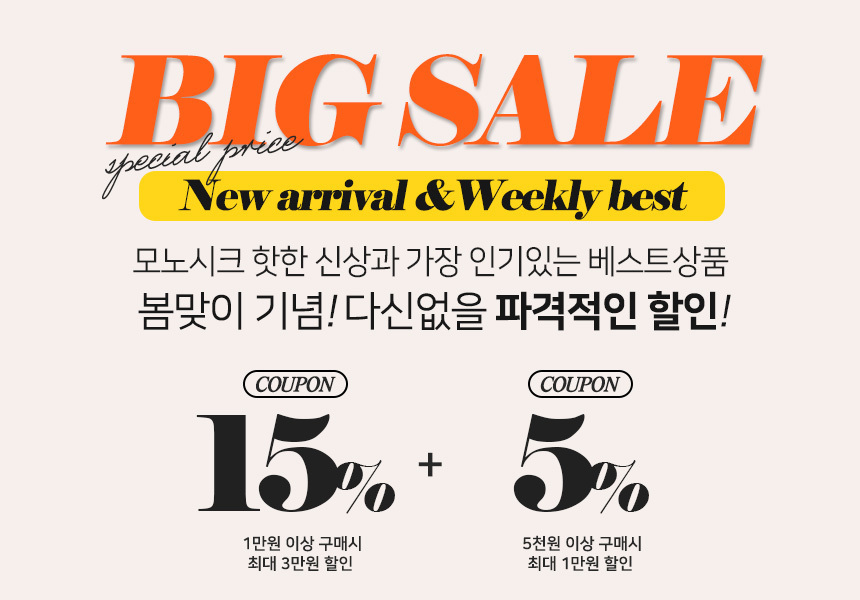 BIG SALE
special price
New arrival & Weekly best
모노시크 핫한 신상과 가장 인기있는 베스트상품
봄맞이 기념! 다신없을 파격적인 할인!
COUPON
15%
1만원 이상 구매시
최대 3만원 할인
+
COUPON
5%
5천원 이상 구매시
최대 1만원 할인